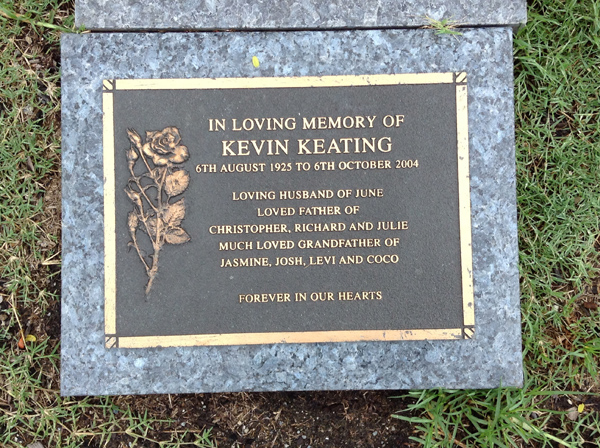 IN LOVING MEMORY OF
KEVIN KEATING
6TH AUGUST 1925 TO 6TH OCTOBER 2004
LOVING HUSBAND OF JUNE
LOVED FATHER OF
CHRISTOPHER, RICHARD AND JULIE
MUCH LOVED GRANDFATHER OF
JASMINE, JOSH, LEVI AND COCO
FOREVER IN OUR HEARTS